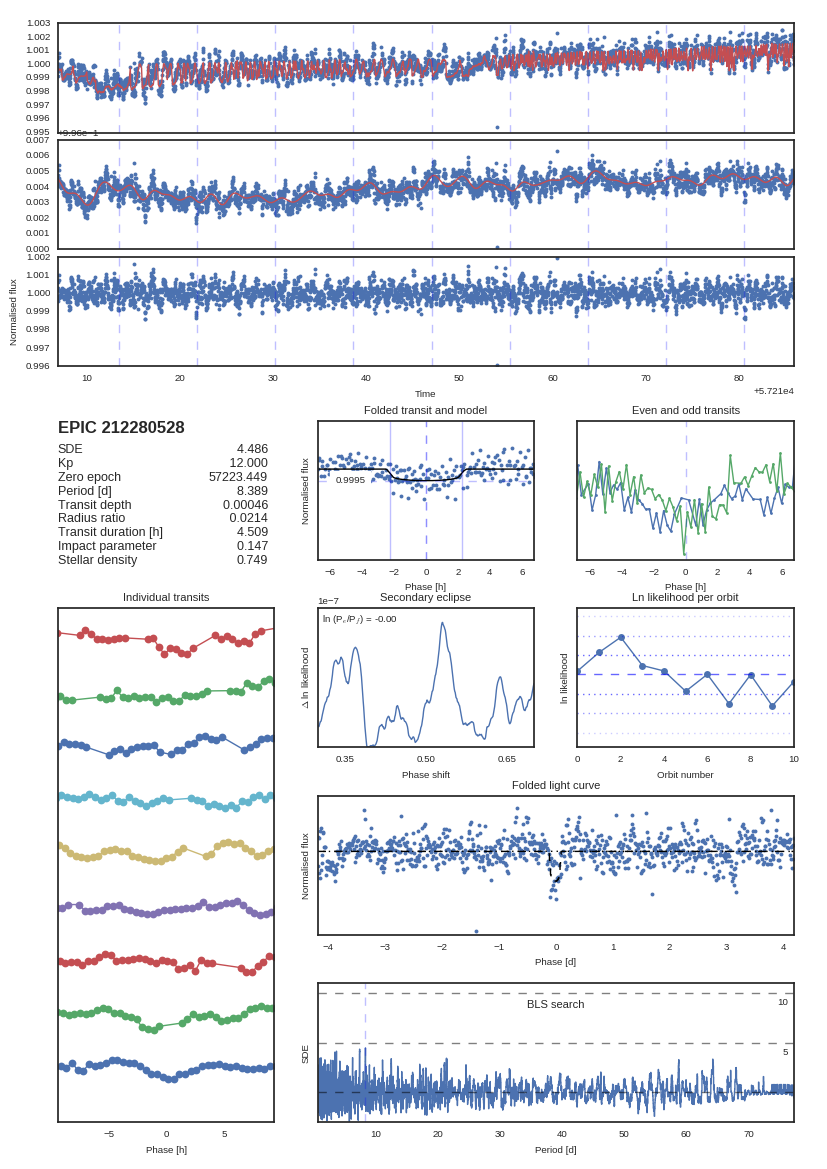 1.003
1.002
1.001
1.000
0.999
0.998
0.997
0.996
0.995
+9.96e−1
0.007
0.006
0.005
0.004
0.003
0.002
0.001
0.000
1.002
1.001
1.000
0.999
0.998
0.997
0.996
Normalised flux
10 20 30 40 50 60 70 80
Time
+5.721e4
EPIC 212280528
SDE 4.486
Kp 12.000
Zero epoch 57223.449
Period [d] 8.389
Transit depth 0.00046
Radius ratio 0.0214
Transit duration [h] 4.509
Impact parameter 0.147
Stellar density 0.749
Folded transit and model
Normalised flux
0.9995
−6 −4 −2 0 2 4 6
Phase [h]
Even and odd transits
−6 −4 −2 0 2 4 6
Phase [h]
Individual transits
−5 0 5
Phase [h]
Secondary eclipse
1e−7
ln (Pₑ/P𝑓) = -0.00
Δ ln likelihood
0.35 0.50 0.65
Phase shift
Ln likelihood per orbit
ln likelihood
0 2 4 6 8 10
Orbit number
Folded light curve
Normalised flux
−4 −3 −2 −1 0 1 2 3 4
Phase [d]
BLS search
10
5
SDE
10 20 30 40 50 60 70
Period [d]